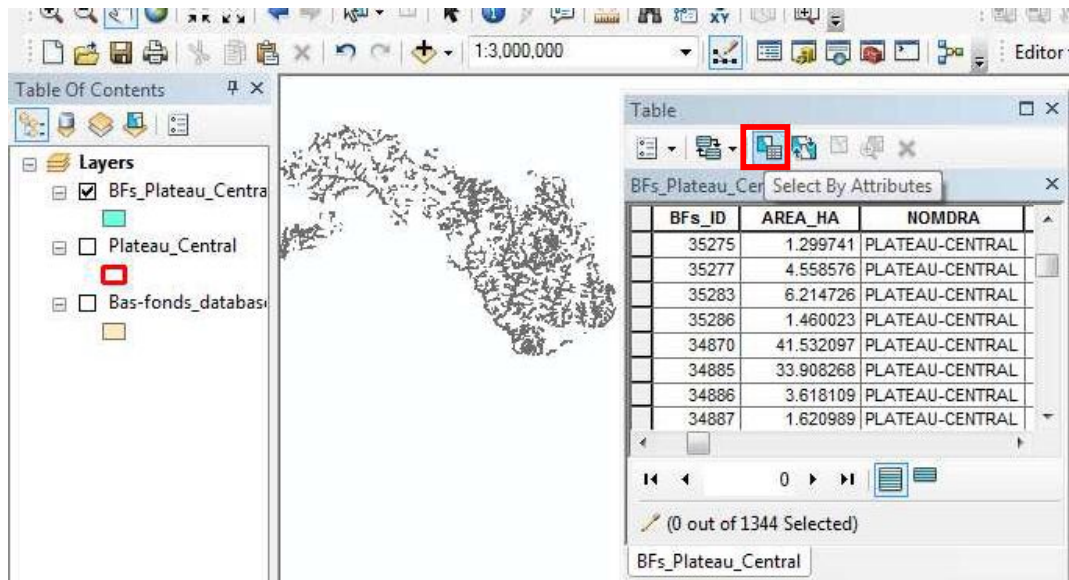 XY
1:3,000,000
Editor
Table Of Contents
Layers
BFs_Plateau_Centra
Plateau_Central
Bas-fonds_databas
Table
BFs_Plateau_Cer
Select By Attributes
BFs_ID AREA_HA NOMDRA
35275 1.299741 PLATEAU-CENTRAL
35277 4.558576 PLATEAU-CENTRAL
35283 6.214726 PLATEAU-CENTRAL
35286 1.460023 PLATEAU-CENTRAL
34870 41.532097 PLATEAU-CENTRAL
34885 33.908268 PLATEAU-CENTRAL
34886 3.618109 PLATEAU-CENTRAL
34887 1.620989 PLATEAU-CENTRAL
0
(0 out of 1344 Selected)
BFs_Plateau_Central